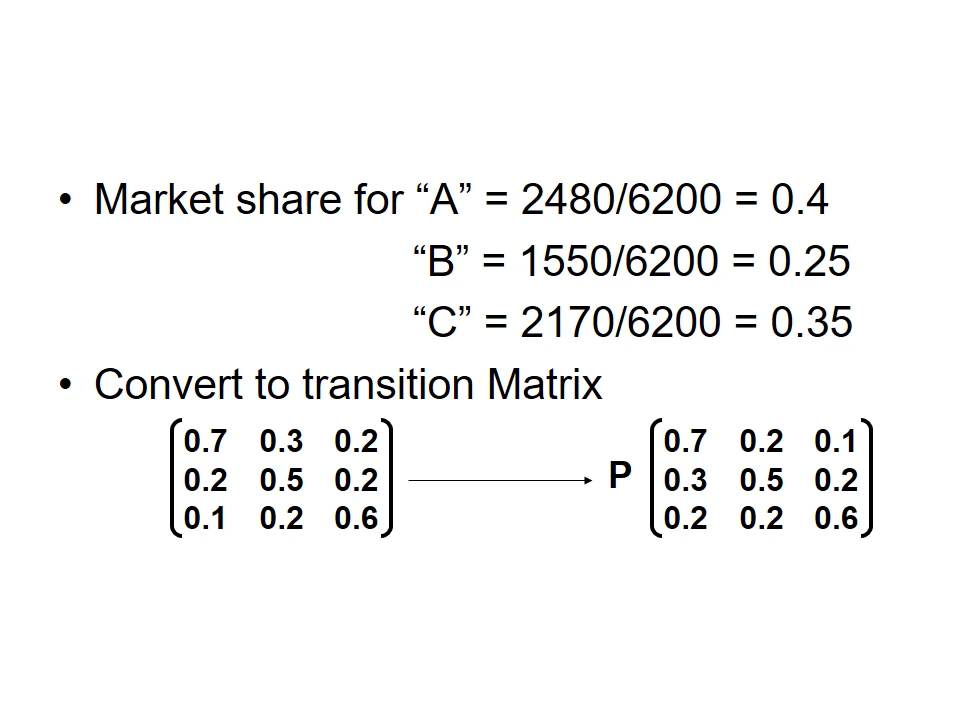 • Market share for “A” = 2480/6200 = 0.4
“B” = 1550/6200 = 0.25
“C” = 2170/6200 = 0.35
• Convert to transition Matrix
0.7 0.3 0.2 0.7 0.2 0.1
0.2 0.5 0.2 P 0.3 0.5 0.2
0.1 0.2 0.6 0.2 0.2 0.6